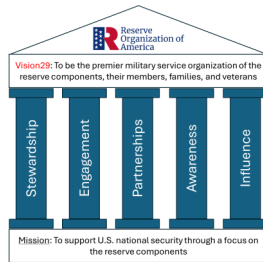 Reserve
Organization of
America
Vision29: To be the premier military service organization of the
reserve components, their members, families, and veterans
Stewardship
Engagement
Partnerships
Awareness
Influence
Mission: To support U.S. national security through a focus on
the reserve components